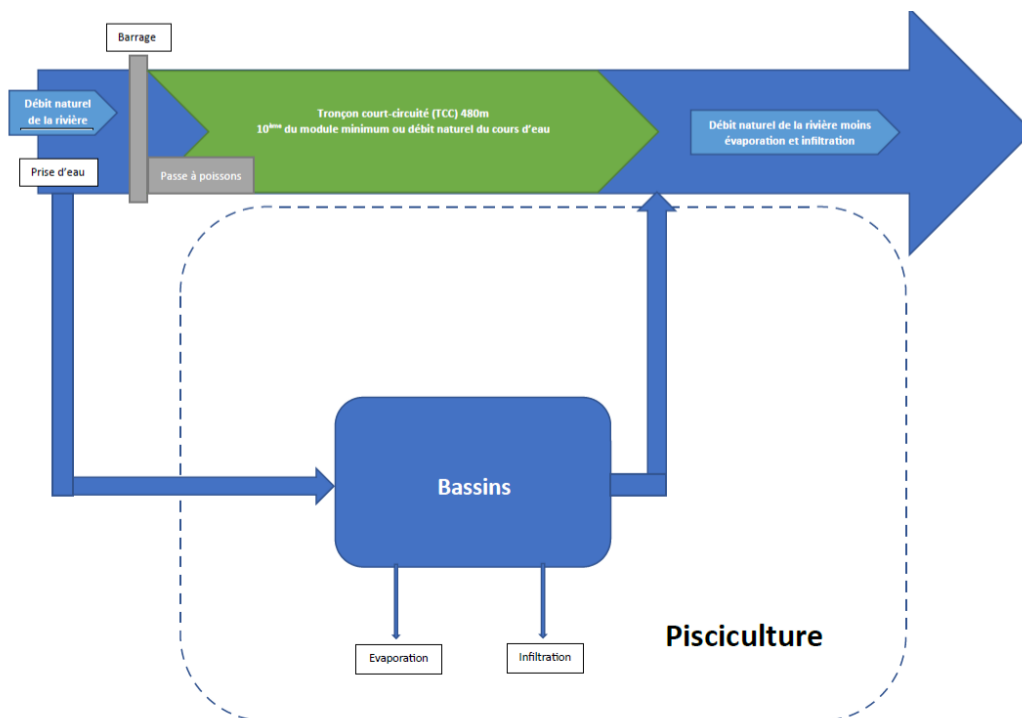 Barrage
Débit naturel
de la rivière
Tronçon court-circuité (TCC) 480m
10ème du module minimum ou débit naturel du cours d'eau
Débit naturel de la rivière moins
évaporation et infiltration
Prise d'eau
Passe à poissons
Bassins
Evaporation
Infiltration
Pisciculture